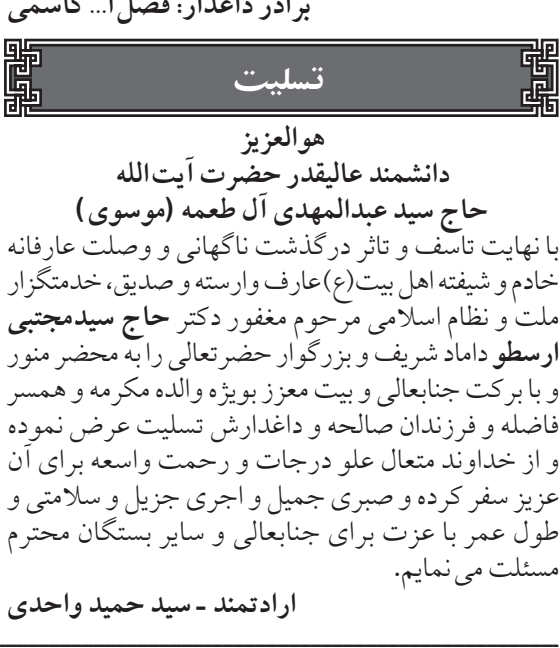 برادر داغدار: فضل ا... کاسمی
تسلیت
هوالعزیز
دانشمند عالیقدر حضرت آیت‌الله
حاج سید عبدالمهدی آل طعمه (موسوی)
با نهایت تاسف و تاثر درگذشت ناگهانی و وصلت عارفانه
خادم و شیفته اهل بیت(ع)عارف وارسته و صدیق، خدمتگزار
ملت و نظام اسلامی مرحوم مغفور دکتر حاج سیدمجتبی
ارسطو داماد شریف و بزرگوار حضرتعالی را به محضر منور
و با برکت جنابعالی و بیت معزز بویژه والده مکرمه و همسر
فاضله و فرزندان صالحه و داغدارش تسلیت عرض نموده
و از خداوند متعال علو درجات و رحمت واسعه برای آن
عزیز سفر کرده و صبری جمیل و اجری جزیل و سلامتی و
طول عمر با عزت برای جنابعالی و سایر بستگان محترم
مسئلت می‌نمایم.
ارادتمند ـ سید حمید واحدی